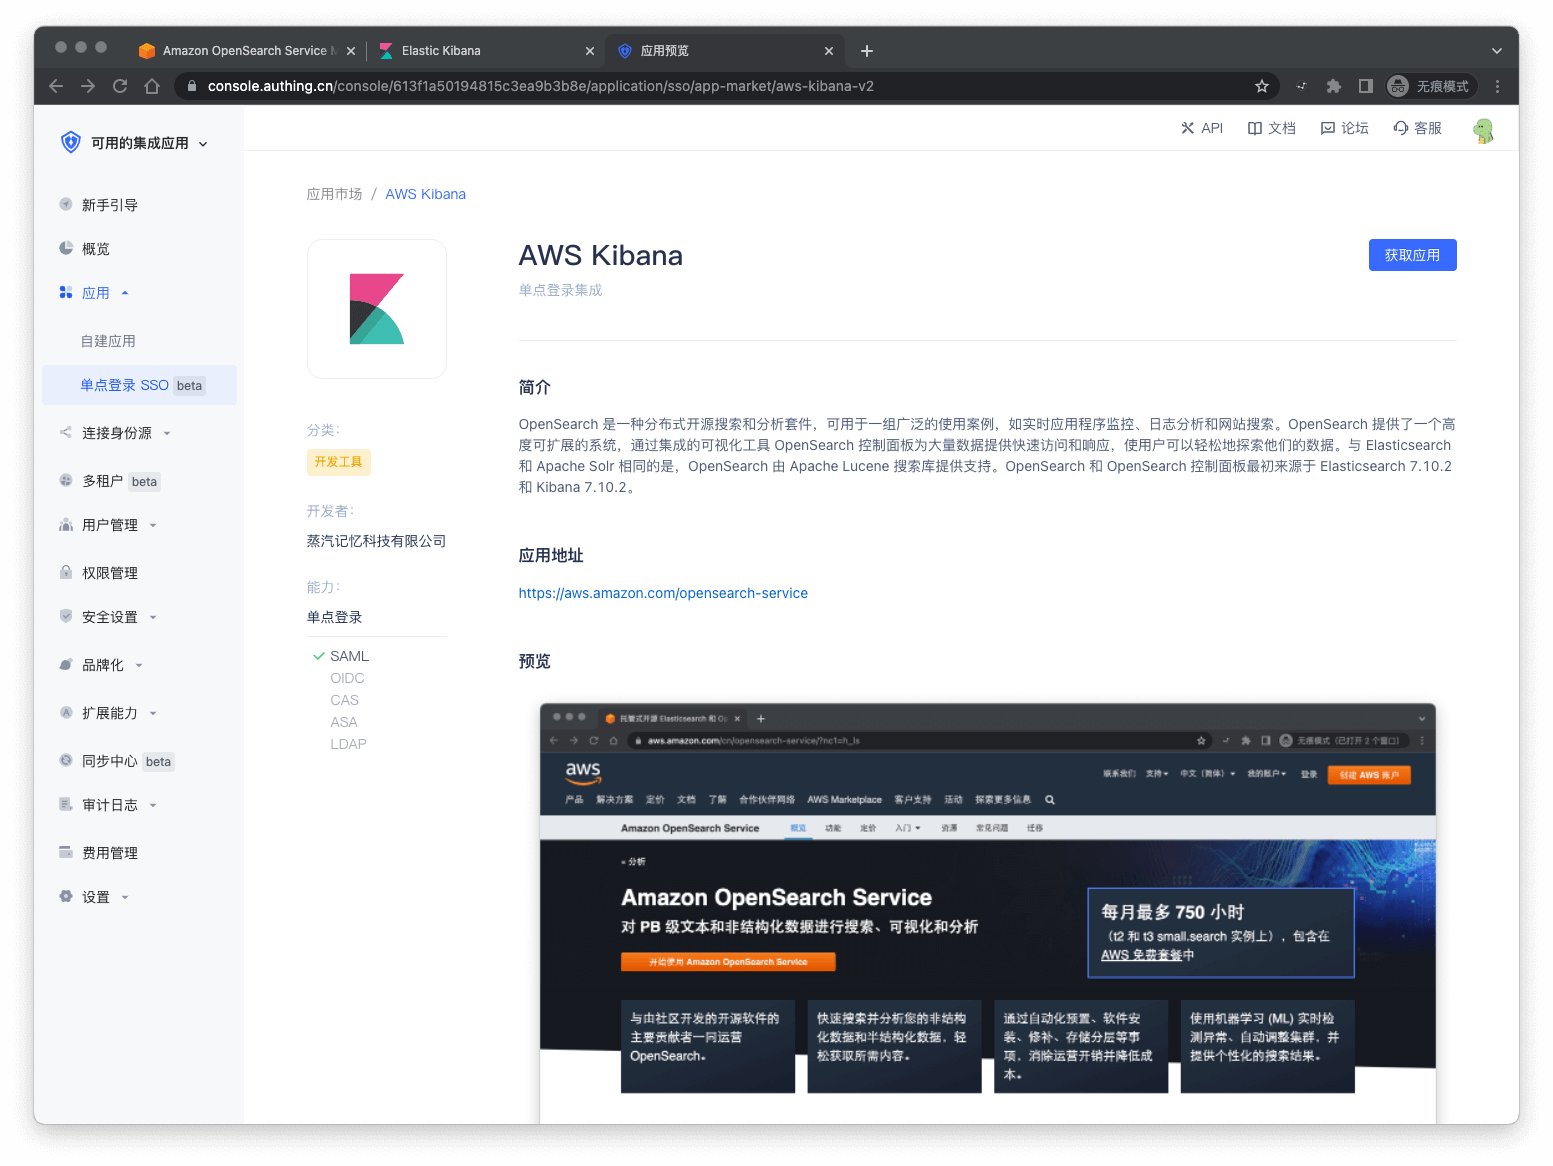 Amazon OpenSearch Service M
Elastic Kibana
应用预览
console.authing.cn/console/613f1a50194815c3ea9b3b8e/application/sso/app-market/aws-kibana-v2
无痕模式
可用的集成应用
API
文档
论坛
客服
新手引导
概览
应用
自建应用
单点登录 SSO beta
连接身份源
多租户 beta
用户管理
权限管理
安全设置
品牌化
扩展能力
同步中心 beta
审计日志
费用管理
设置
应用市场 / AWS Kibana
AWS Kibana
获取应用
单点登录集成
分类：
开发工具
开发者：
蒸汽记忆科技有限公司
能力：
单点登录
SAML
OIDC
CAS
ASA
LDAP
简介
OpenSearch 是一种分布式开源搜索和分析套件，可用于一组广泛的使用案例，如实时应用程序监控、日志分析和网站搜索。OpenSearch 提供了一个高
度可扩展的系统，通过集成的可视化工具 OpenSearch 控制面板为大量数据提供快速访问和响应，使用户可以轻松地探索他们的数据。与 Elasticsearch
和 Apache Solr 相同的是，OpenSearch 由 Apache Lucene 搜索库提供支持。OpenSearch 和 OpenSearch 控制面板最初来源于 Elasticsearch 7.10.2
和 Kibana 7.10.2。
应用地址
https://aws.amazon.com/opensearch-service
预览
托管式开源 Elasticsearch 和 Op
aws.amazon.com/cn/opensearch-service/?nc1=h_ls
无痕模式（已打开 2 个窗口）
aws
联系我们 支持 中文（简体） 我的账户 登录 创建 AWS 账户
产品 解决方案 定价 文档 了解 合作伙伴网络 AWS Marketplace 客户支持 活动 探索更多信息
Amazon OpenSearch Service 概览 功能 定价 入门 资源 常见问题 迁移
« 分析
Amazon OpenSearch Service
对 PB 级文本和非结构化数据进行搜索、可视化和分析
开始使用 Amazon OpenSearch Service
每月最多 750 小时
（t2 和 t3 small.search 实例上），包含在
AWS 免费套餐中
与由社区开发的开源软件的
主要贡献者一同运营
OpenSearch。
快速搜索并分析您的非结构
化数据和半结构化数据，轻
松获取所需内容。
通过自动化预置、软件安
装、修补、存储分层等事
项，消除运营开销并降低成
本。
使用机器学习 (ML) 实时检
测异常、自动调整集群，并
提供个性化的搜索结果。